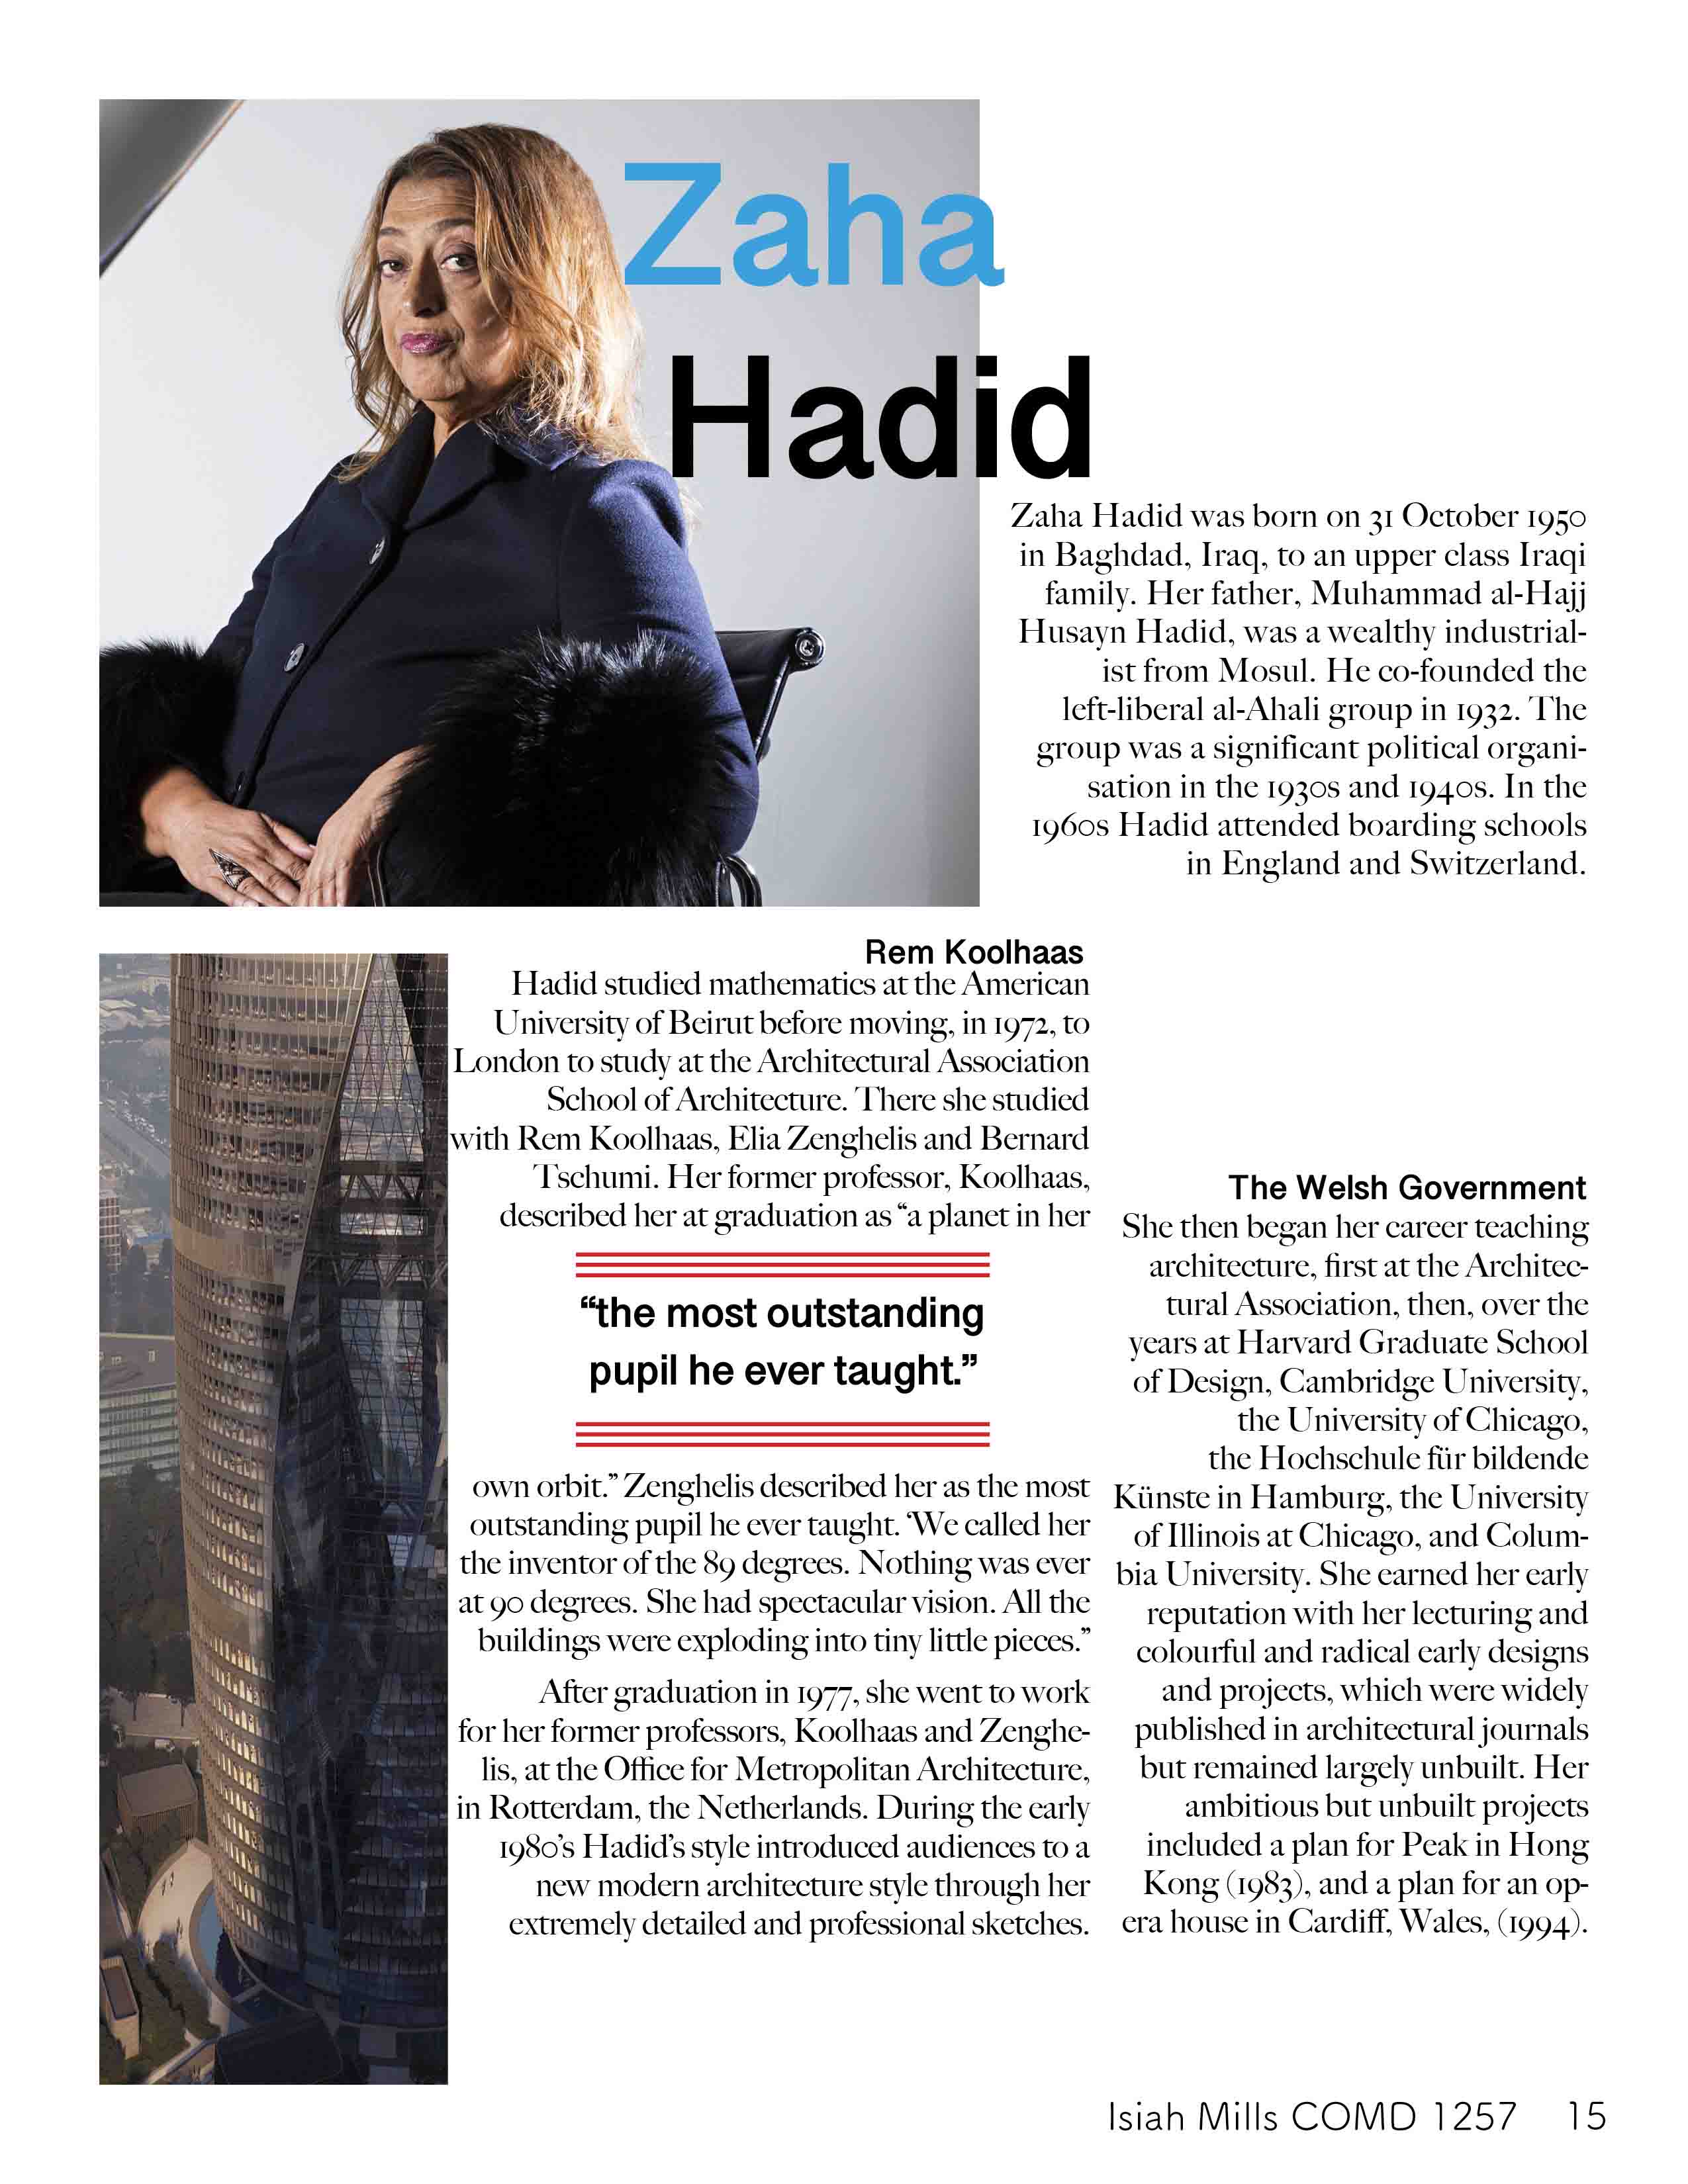 Zaha
Hadid
Zaha Hadid was born on 31 October 1950
in Baghdad, Iraq, to an upper class Iraqi
family. Her father, Muhammad al-Hajj
Husayn Hadid, was a wealthy industrial-
ist from Mosul. He co-founded the
left-liberal al-Ahali group in 1932. The
group was a significant political organi-
sation in the 1930s and 1940s. In the
1960s Hadid attended boarding schools
in England and Switzerland.
Rem Koolhaas
Hadid studied mathematics at the American
University of Beirut before moving, in 1972, to
London to study at the Architectural Association
School of Architecture. There she studied
with Rem Koolhaas, Elia Zenghelis and Bernard
Tschumi. Her former professor, Koolhaas,
described her at graduation as “a planet in her
“the most outstanding
pupil he ever taught.”
own orbit.” Zenghelis described her as the most
outstanding pupil he ever taught. ‘We called her
the inventor of the 89 degrees. Nothing was ever
at 90 degrees. She had spectacular vision. All the
buildings were exploding into tiny little pieces.”
After graduation in 1977, she went to work
for her former professors, Koolhaas and Zenghe-
lis, at the Office for Metropolitan Architecture,
in Rotterdam, the Netherlands. During the early
1980’s Hadid’s style introduced audiences to a
new modern architecture style through her
extremely detailed and professional sketches.
The Welsh Government
She then began her career teaching
architecture, first at the Architec-
tural Association, then, over the
years at Harvard Graduate School
of Design, Cambridge University,
the University of Chicago,
the Hochschule für bildende
Künste in Hamburg, the University
of Illinois at Chicago, and Colum-
bia University. She earned her early
reputation with her lecturing and
colourful and radical early designs
and projects, which were widely
published in architectural journals
but remained largely unbuilt. Her
ambitious but unbuilt projects
included a plan for Peak in Hong
Kong (1983), and a plan for an op-
era house in Cardiff, Wales, (1994).
Isiah Mills COMD 1257 15